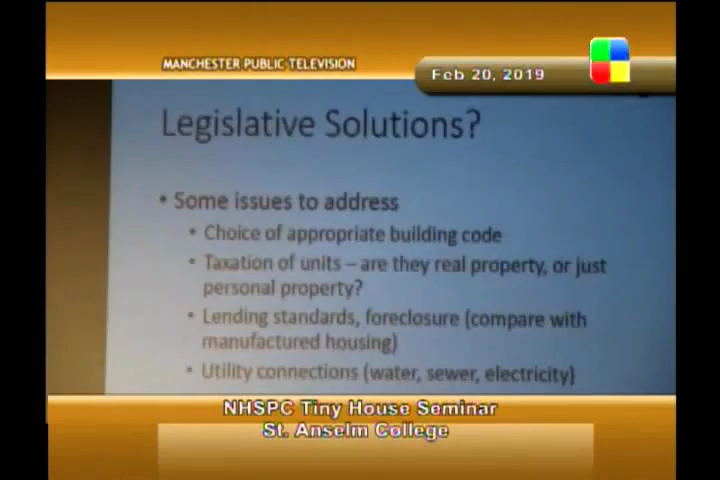 MANCHESTER PUBLIC TELEVISION
Feb 20, 2019
Legislative Solutions?
• Some issues to address
• Choice of appropriate building code
• Taxation of units – are they real property, or just
personal property?
• Lending standards, foreclosure (compare with
manufactured housing)
• Utility connections (water, sewer, electricity)
NHSPC Tiny House Seminar
St. Anselm College